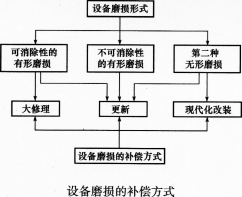 设备磨损形式
可消除性的
有形磨损
不可消除性
的有形磨损
第二种
无形磨损
大修理
更新
现代化改装
设备磨损的补偿方式
设备磨损的补偿方式